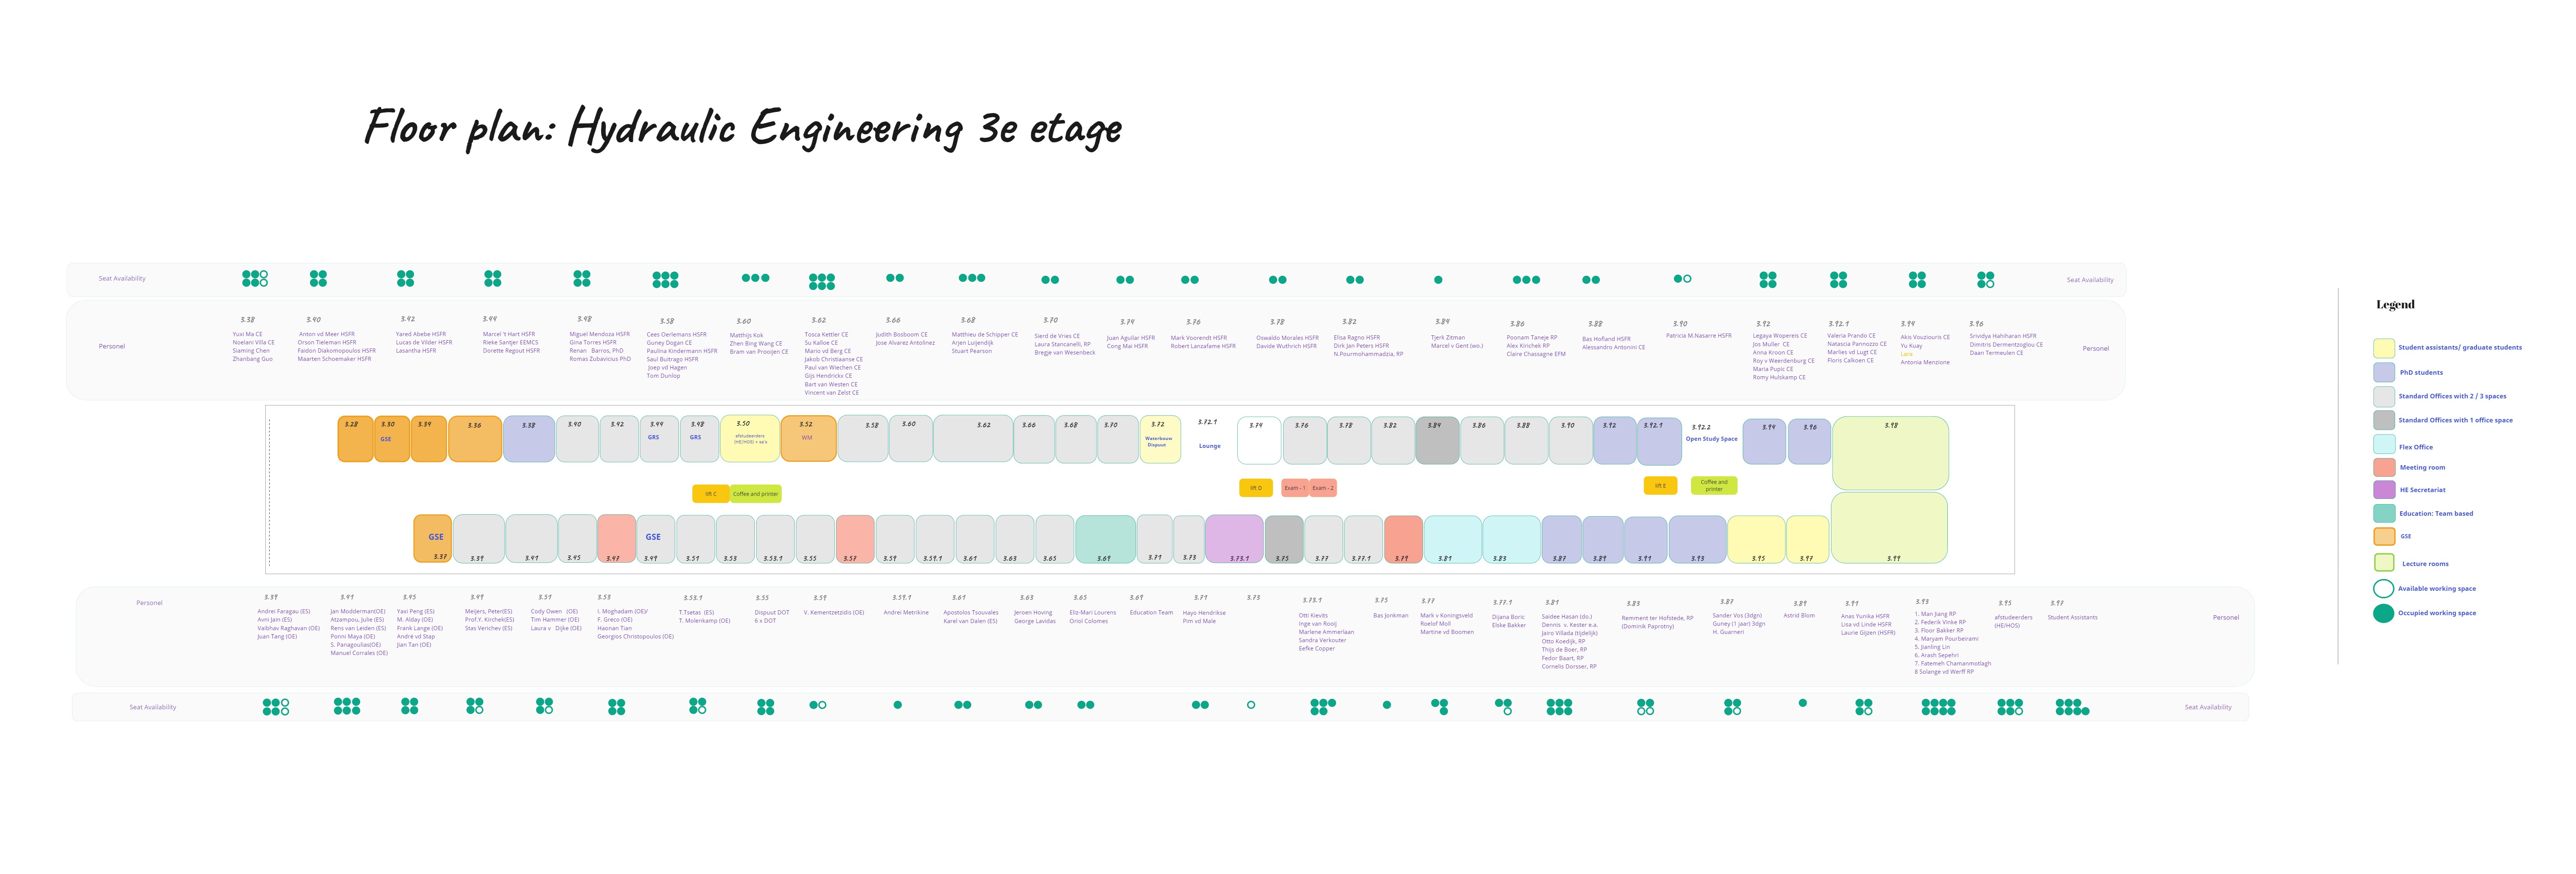 Floor plan: Hydraulic Engineering 3e etage
Seat Availability
Seat Availability
Personel
3.38
Yuxi Ma CE
Noelani Villa CE
Siaming Chen
Zhanbang Guo
3.40
Anton vd Meer HSFR
Orson Tieleman HSFR
Faidon Diakomopoulos HSFR
Maarten Schoemaker HSFR
3.42
Yared Abebe HSFR
Lucas de Vilder HSFR
Lasantha HSFR
3.44
Marcel 't Hart HSFR
Rieke Santjer EEMCS
Dorette Regout HSFR
3.48
Miguel Mendoza HSFR
Gina Torres HSFR
Renan Barros, PhD
Romas Zubavicius PhD
3.58
Cees Oerlemans HSFR
Guney Dogan CE
Paulina Kindermann HSFR
Saul Buitrago HSFR
Joep vd Hagen
Tom Dunlop
3.60
Matthijs Kok
Zhen Bing Wang CE
Bram van Prooijen CE
3.62
Tosca Kettler CE
Su Kalloe CE
Mario vd Berg CE
Jakob Christiaanse CE
Paul van Wiechen CE
Gijs Hendrickx CE
Bart van Westen CE
Vincent van Zelst CE
3.66
Judith Bosboom CE
Jose Alvarez Antolinez
3.68
Matthieu de Schipper CE
Arjen Luijendijk
Stuart Pearson
3.70
Sierd de Vries CE
Laura Stancanelli, RP
Bregje van Wesenbeck
3.74
Juan Aguilar HSFR
Cong Mai HSFR
3.76
Mark Voorendt HSFR
Robert Lanzafame HSFR
3.78
Oswaldo Morales HSFR
Davide Wuthrich HSFR
3.82
Elisa Ragno HSFR
Dirk Jan Peters HSFR
N.Pourmohammadzia, RP
3.84
Tjerk Zitman
Marcel v Gent (wo.)
3.86
Poonam Taneje RP
Alex Kirichek RP
Claire Chassagne EFM
3.88
Bas Hofland HSFR
Alessandro Antonini CE
3.90
Patricia M.Nasarre HSFR
3.92
Legaya Wopereis CE
Jos Muller CE
Anna Kroon CE
Roy v Weerdenburg CE
Maria Pupic CE
Romy Hulskamp CE
3.92.1
Valeria Prando CE
Natascia Pannozzo CE
Marlies vd Lugt CE
Floris Calkoen CE
3.94
Akis Vouziouris CE
Yu Kuay
Lara
Antonia Menzione
3.96
Srividya Hahiharan HSFR
Dimitris Dermentzoglou CE
Daan Termeulen CE
Personel
3.28
3.30
GSE
3.34
3.36
3.38
3.40
3.42
3.44
GRS
3.48
GRS
3.50
afstudeerders
(HE/HOS) + sa's
3.52
WM
3.58
3.60
3.62
3.66
3.68
3.70
3.72
Waterbouw
Dispuut
3.72.1
Lounge
3.74
3.76
3.78
3.82
3.84
3.86
3.88
3.90
3.92
3.92.1
3.92.2
Open Study Space
3.94
3.96
3.98
lift C
Coffee and printer
lift D
Exam - 1
Exam - 2
lift E
Coffee and
printer
GSE
3.37
3.39
3.41
3.45
3.47
GSE
3.49
3.51
3.53
3.53.1
3.55
3.57
3.59
3.59.1
3.61
3.63
3.65
3.69
3.71
3.73
3.73.1
3.75
3.77
3.77.1
3.79
3.81
3.83
3.87
3.89
3.91
3.93
3.95
3.97
3.99
Personel
3.39
Andrei Faragau (ES)
Avni Jain (ES)
Vaibhav Raghavan (OE)
Juan Tang (OE)
3.41
Jan Modderman(OE)
Atzampou, Julie (ES)
Rens van Leiden (ES)
Ponni Maya (OE)
S. Panagoulias(OE)
Manuel Corrales (OE)
3.45
Yaxi Peng (ES)
M. Alday (OE)
Frank Lange (OE)
André vd Stap
Jian Tan (OE)
3.49
Meijers, Peter(ES)
Prof.Y. Kirchek(ES)
Stas Verichev (ES)
3.51
Cody Owen (OE)
Tim Hammer (OE)
Laura v Dijke (OE)
3.53
I. Moghadam (OE)/
F. Greco (OE)
Haonan Tian
Georgios Christopoulos (OE)
3.53.1
T.Tsetas (ES)
T. Molenkamp (OE)
3.55
Dispuut DOT
6 x DOT
3.59
V. Kementzetzidis (OE)
3.59.1
Andrei Metrikine
3.61
Apostolos Tsouvales
Karel van Dalen (ES)
3.63
Jeroen Hoving
George Lavidas
3.65
Eliz-Mari Lourens
Oriol Colomes
3.69
Education Team
3.71
Hayo Hendrikse
Pim vd Male
3.73
3.73.1
Otti Kievits
Inge van Rooij
Marlene Ammerlaan
Sandra Verkouter
Eefke Copper
3.75
Bas Jonkman
3.77
Mark v Koningsveld
Roelof Moll
Martine vd Boomen
3.77.1
Dijana Boric
Elske Bakker
3.81
Saidee Hasan (do.)
Dennis v. Kester e.a.
Jairo Villada (tijdelijk)
Otto Koedijk, RP
Thijs de Boer, RP
Fedor Baart, RP
Cornelis Dorsser, RP
3.83
Remment ter Hofstede, RP
(Dominik Paprotny)
3.87
Sander Vos (3dgn)
Guney (1 jaar) 3dgn
H. Guarneri
3.89
Astrid Blom
3.91
Anas Yunika HSFR
Lisa vd Linde HSFR
Laurie Gijzen (HSFR)
3.93
1. Man Jiang RP
2. Federik Vinke RP
3. Floor Bakker RP
4. Maryam Pourbeirami
5. Jianling Lin
6. Arash Sepehri
7. Fatemeh Chamanmotlagh
8 Solange vd Werff RP
3.95
afstudeerders
(HE/HOS)
3.97
Student Assistants
Personel
Seat Availability
Seat Availability
Legend
Student assistants/ graduate students
PhD students
Standard Offices with 2 / 3 spaces
Standard Offices with 1 office space
Flex Office
Meeting room
HE Secretariat
Education: Team based
GSE
Lecture rooms
Available working space
Occupied working space